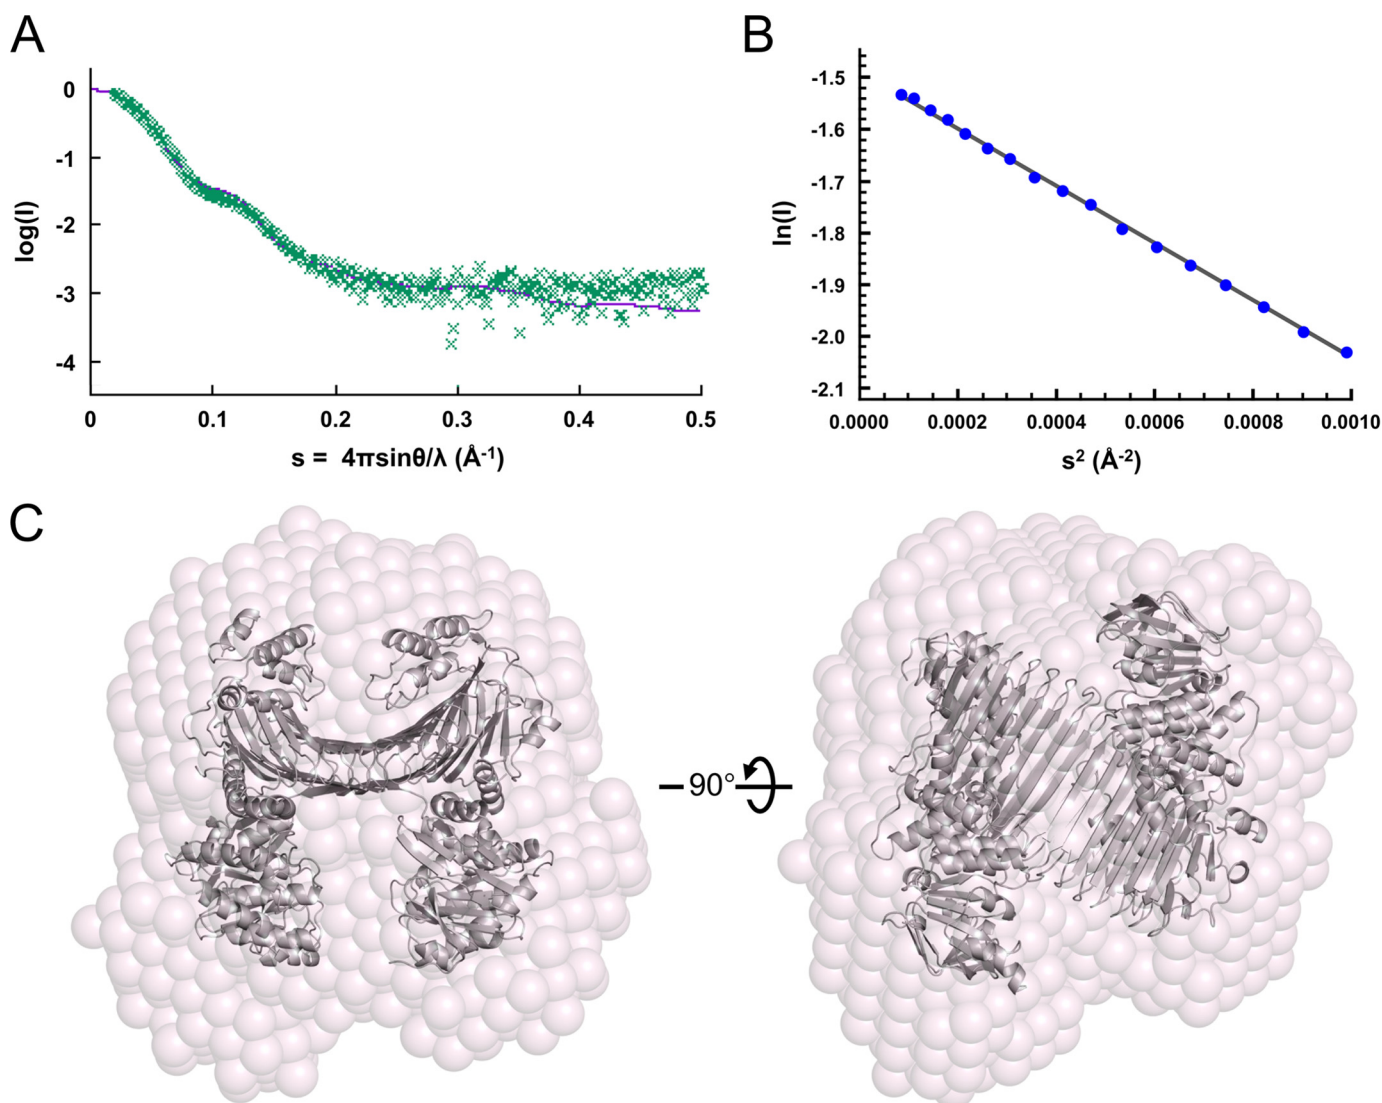 A
0
-1
-2
-3
-4
log(I)
0 0.1 0.2 0.3 0.4 0.5
s = 4πsinθ/λ (Å⁻¹)
B
-1.5
-1.6
-1.7
-1.8
-1.9
-2.0
-2.1
ln(I)
0.0000 0.0002 0.0004 0.0006 0.0008 0.0010
s² (Å⁻²)
C
90°